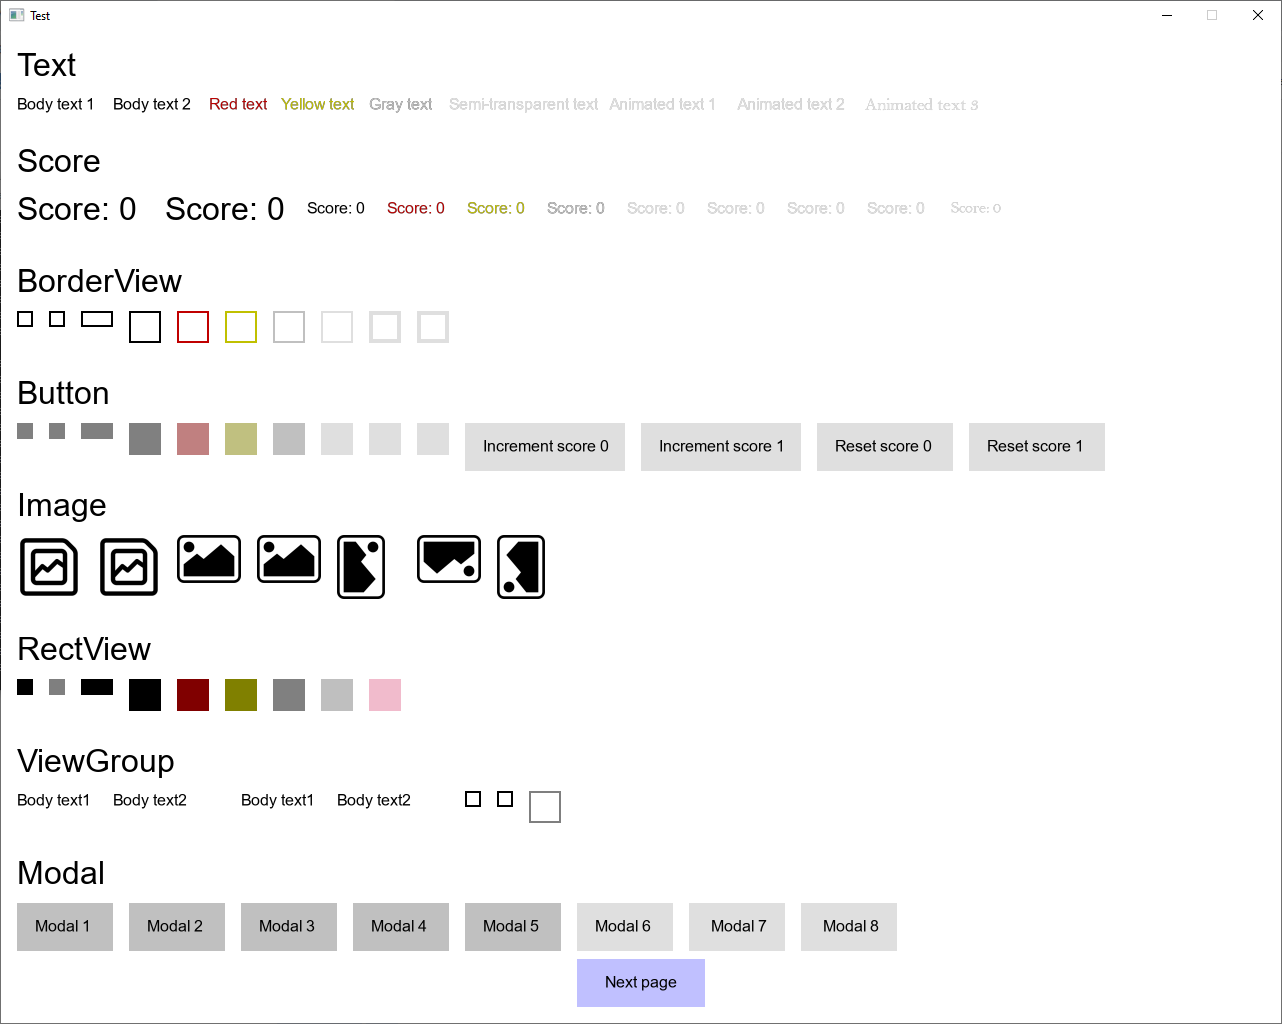 Test
Text
Body text 1 Body text 2 Red text Yellow text Gray text Semi-transparent text Animated text 1 Animated text 2 Animated text 3
Score
Score: 0 Score: 0 Score: 0 Score: 0 Score: 0 Score: 0 Score: 0 Score: 0 Score: 0 Score: 0 Score: 0
BorderView
Button
Increment score 0 Increment score 1 Reset score 0 Reset score 1
Image
RectView
ViewGroup
Body text1 Body text2 Body text1 Body text2
Modal
Modal 1 Modal 2 Modal 3 Modal 4 Modal 5 Modal 6 Modal 7 Modal 8
Next page